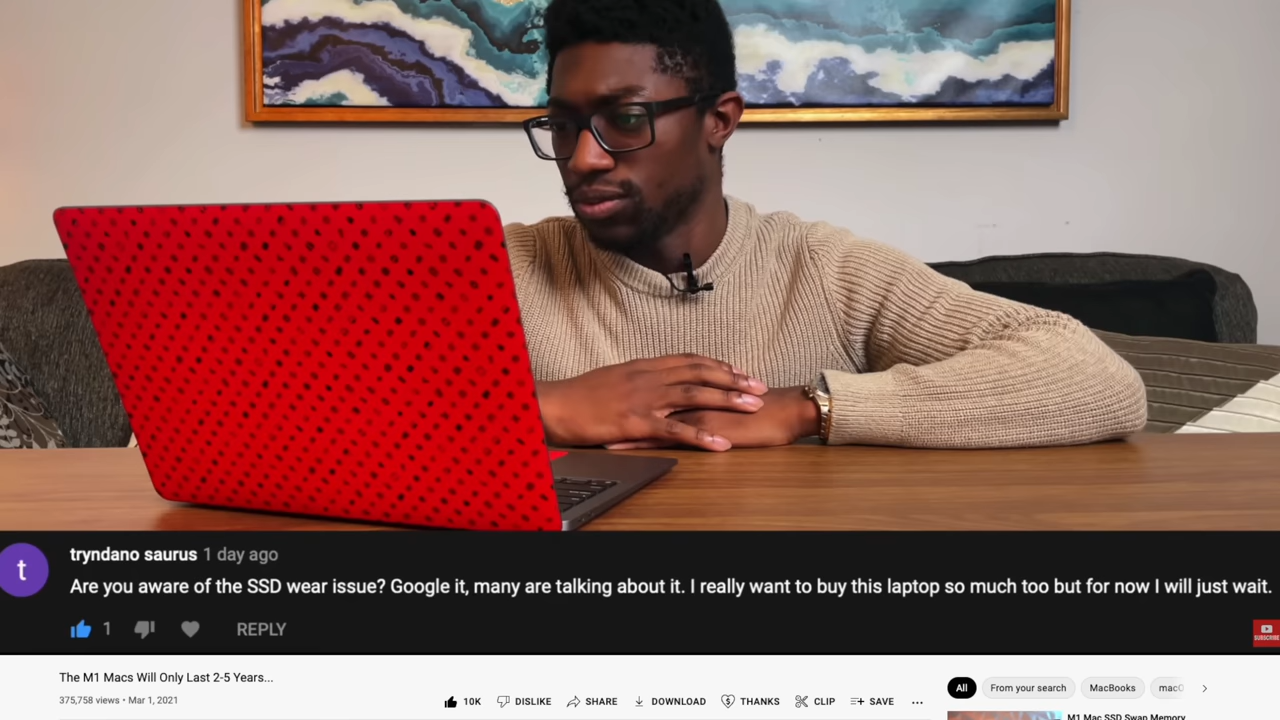 t
tryndano saurus 1 day ago
Are you aware of the SSD wear issue? Google it, many are talking about it. I really want to buy this laptop so much too but for now I will just wait.
1
REPLY
SUBSCRIBE
The M1 Macs Will Only Last 2-5 Years...
375,758 views • Mar 1, 2021
10K DISLIKE SHARE DOWNLOAD THANKS CLIP SAVE ...
All From your search MacBooks macO
M1 Mac SSD Swap Memory